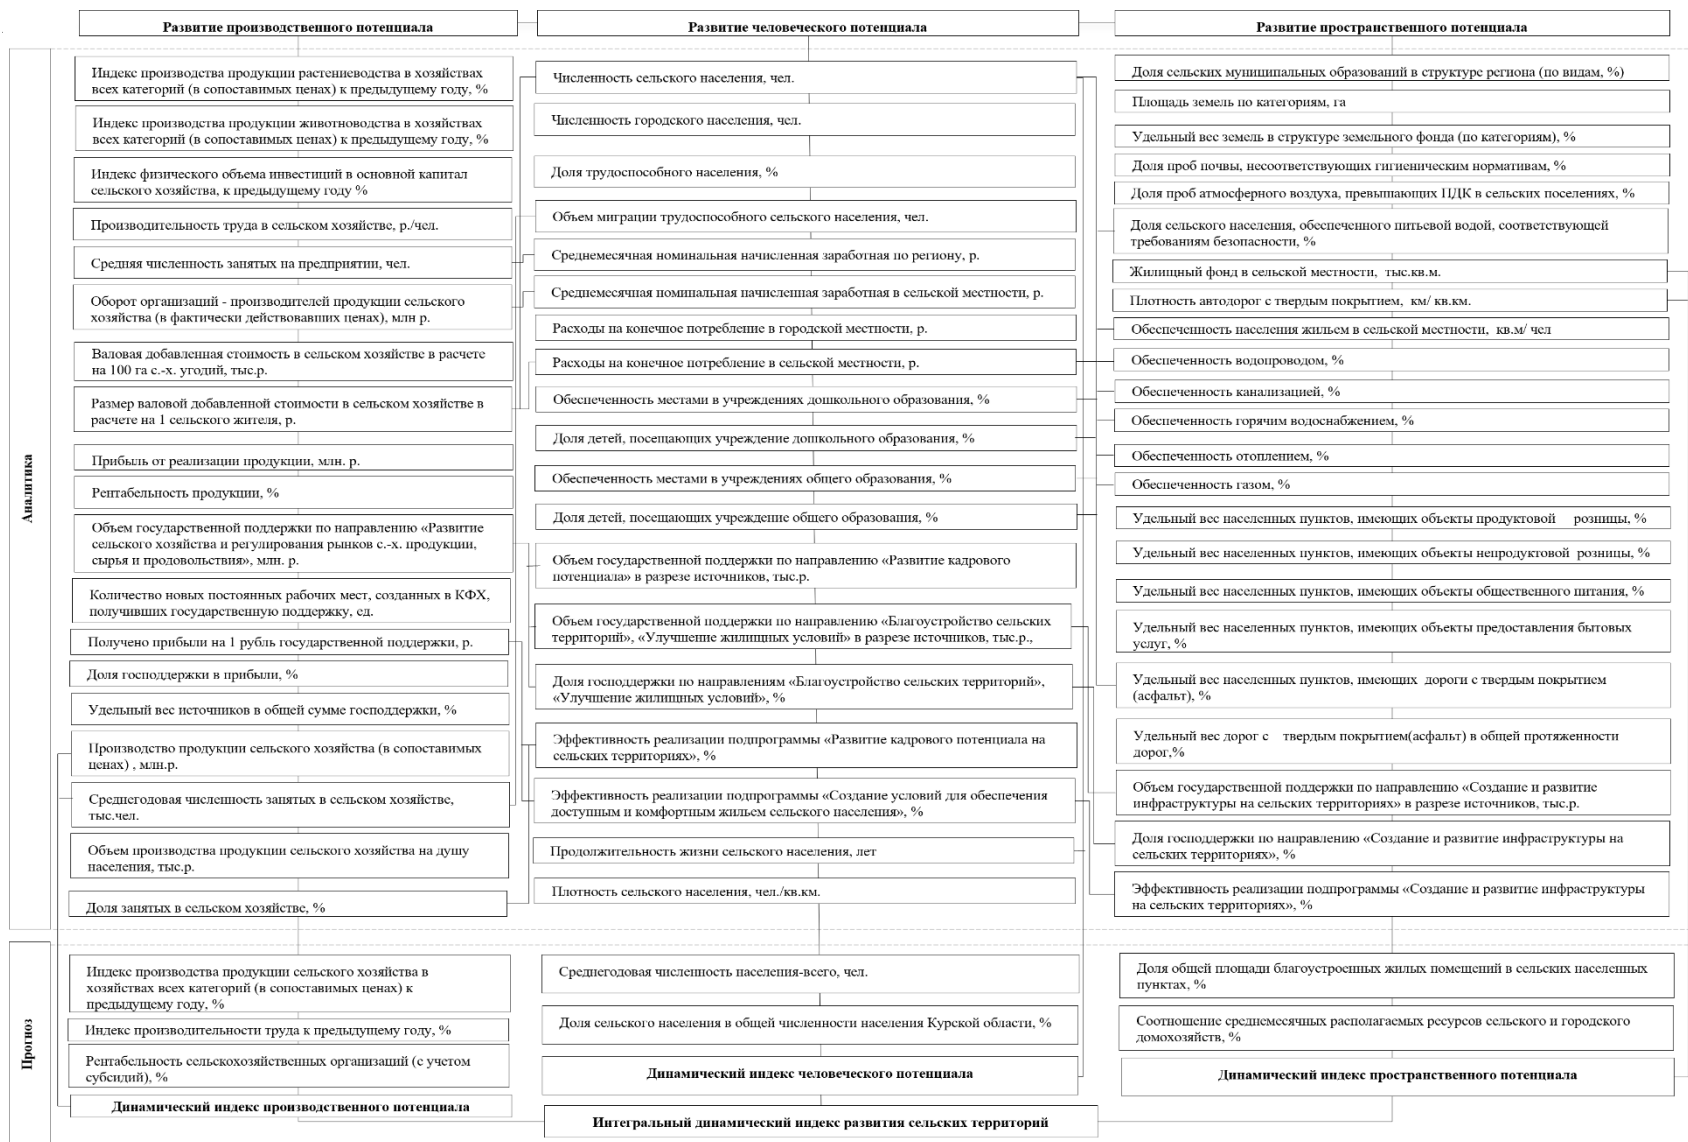 Развитие производственного потенциала
Развитие человеческого потенциала
Развитие пространственного потенциала
Аналитика
Индекс производства продукции растениеводства в хозяйствах
всех категорий (в сопоставимых ценах) к предыдущему году, %
Индекс производства продукции животноводства в хозяйствах
всех категорий (в сопоставимых ценах) к предыдущему году, %
Индекс физического объема инвестиций в основной капитал
сельского хозяйства, к предыдущему году %
Производительность труда в сельском хозяйстве, р./чел.
Средняя численность занятых на предприятии, чел.
Оборот организаций - производителей продукции сельского
хозяйства (в фактически действовавших ценах), млн р.
Валовая добавленная стоимость в сельском хозяйстве в расчете
на 100 га с.-х. угодий, тыс.р.
Размер валовой добавленной стоимости в сельском хозяйстве в
расчете на 1 сельского жителя, р.
Прибыль от реализации продукции, млн. р.
Рентабельность продукции, %
Объем государственной поддержки по направлению «Развитие
сельского хозяйства и регулирования рынков с.-х. продукции,
сырья и продовольствия», млн. р.
Количество новых постоянных рабочих мест, созданных в КФХ,
получивших государственную поддержку, ед.
Получено прибыли на 1 рубль государственной поддержки, р.
Доля господдержки в прибыли, %
Удельный вес источников в общей сумме господдержки, %
Производство продукции сельского хозяйства (в сопоставимых
ценах) , млн.р.
Среднегодовая численность занятых в сельском хозяйстве,
тыс.чел.
Объем производства продукции сельского хозяйства на душу
населения, тыс.р.
Доля занятых в сельском хозяйстве, %
Численность сельского населения, чел.
Численность городского населения, чел.
Доля трудоспособного населения, %
Объем миграции трудоспособного сельского населения, чел.
Среднемесячная номинальная начисленная заработная по региону, р.
Среднемесячная номинальная начисленная заработная в сельской местности, р.
Расходы на конечное потребление в городской местности, р.
Расходы на конечное потребление в сельской местности, р.
Обеспеченность местами в учреждениях дошкольного образования, %
Доля детей, посещающих учреждение дошкольного образования, %
Обеспеченность местами в учреждениях общего образования, %
Доля детей, посещающих учреждение общего образования, %
Объем государственной поддержки по направлению «Развитие кадрового
потенциала» в разрезе источников, тыс.р.
Объем государственной поддержки по направлению «Благоустройство сельских
территорий», «Улучшение жилищных условий» в разрезе источников, тыс.р.,
Доля господдержки по направлениям «Благоустройство сельских территорий»,
«Улучшение жилищных условий», %
Эффективность реализации подпрограммы «Развитие кадрового потенциала на
сельских территориях», %
Эффективность реализации подпрограммы «Создание условий для обеспечения
доступным и комфортным жильем сельского населения», %
Продолжительность жизни сельского населения, лет
Плотность сельского населения, чел./кв.км.
Доля сельских муниципальных образований в структуре региона (по видам, %)
Площадь земель по категориям, га
Удельный вес земель в структуре земельного фонда (по категориям), %
Доля проб почвы, несоответствующих гигиеническим нормативам, %
Доля проб атмосферного воздуха, превышающих ПДК в сельских поселениях, %
Доля сельского населения, обеспеченного питьевой водой, соответствующей
требованиям безопасности, %
Жилищный фонд в сельской местности, тыс.кв.м.
Плотность автодорог с твердым покрытием, км/ кв.км.
Обеспеченность населения жильем в сельской местности, кв.м/ чел
Обеспеченность водопроводом, %
Обеспеченность канализацией, %
Обеспеченность горячим водоснабжением, %
Обеспеченность отоплением, %
Обеспеченность газом, %
Удельный вес населенных пунктов, имеющих объекты продуктовой розницы, %
Удельный вес населенных пунктов, имеющих объекты непродуктовой розницы, %
Удельный вес населенных пунктов, имеющих объекты общественного питания, %
Удельный вес населенных пунктов, имеющих объекты предоставления бытовых
услуг, %
Удельный вес населенных пунктов, имеющих дороги с твердым покрытием
(асфальт), %
Удельный вес дорог с твердым покрытием(асфальт) в общей протяженности
дорог,%
Объем государственной поддержки по направлению «Создание и развитие
инфраструктуры на сельских территориях» в разрезе источников, тыс.р.
Доля господдержки по направлению «Создание и развитие инфраструктуры на
сельских территориях», %
Эффективность реализации подпрограммы «Создание и развитие инфраструктуры
на сельских территориях», %
Прогноз
Индекс производства продукции сельского хозяйства в
хозяйствах всех категорий (в сопоставимых ценах) к
предыдущему году, %
Индекс производительности труда к предыдущему году, %
Рентабельность сельскохозяйственных организаций (с учетом
субсидий), %
Динамический индекс производственного потенциала
Среднегодовая численность населения-всего, чел.
Доля сельского населения в общей численности населения Курской области, %
Динамический индекс человеческого потенциала
Доля общей площади благоустроенных жилых помещений в сельских населенных
пунктах, %
Соотношение среднемесячных располагаемых ресурсов сельского и городского
домохозяйств, %
Динамический индекс пространственного потенциала
Интегральный динамический индекс развития сельских территорий